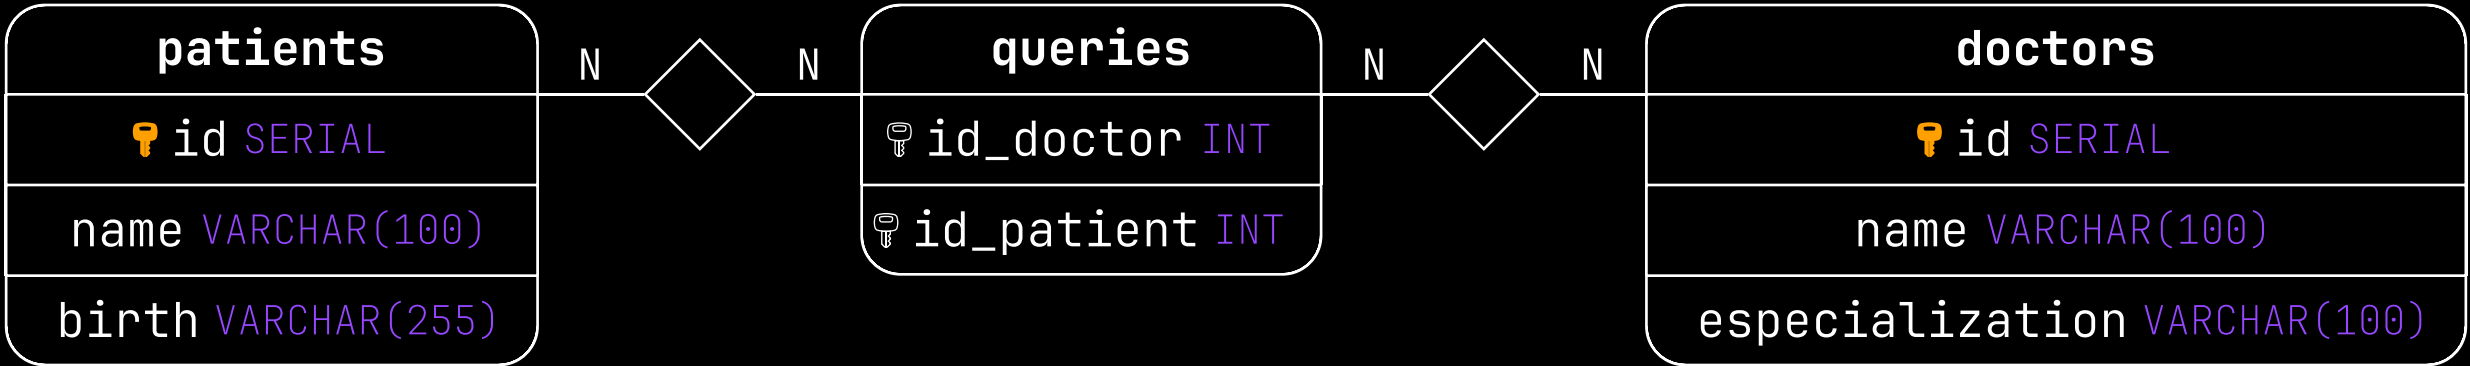 patients
id SERIAL
name VARCHAR(100)
birth VARCHAR(255)
N
N
queries
id_doctor INT
id_patient INT
N
N
doctors
id SERIAL
name VARCHAR(100)
especialization VARCHAR(100)